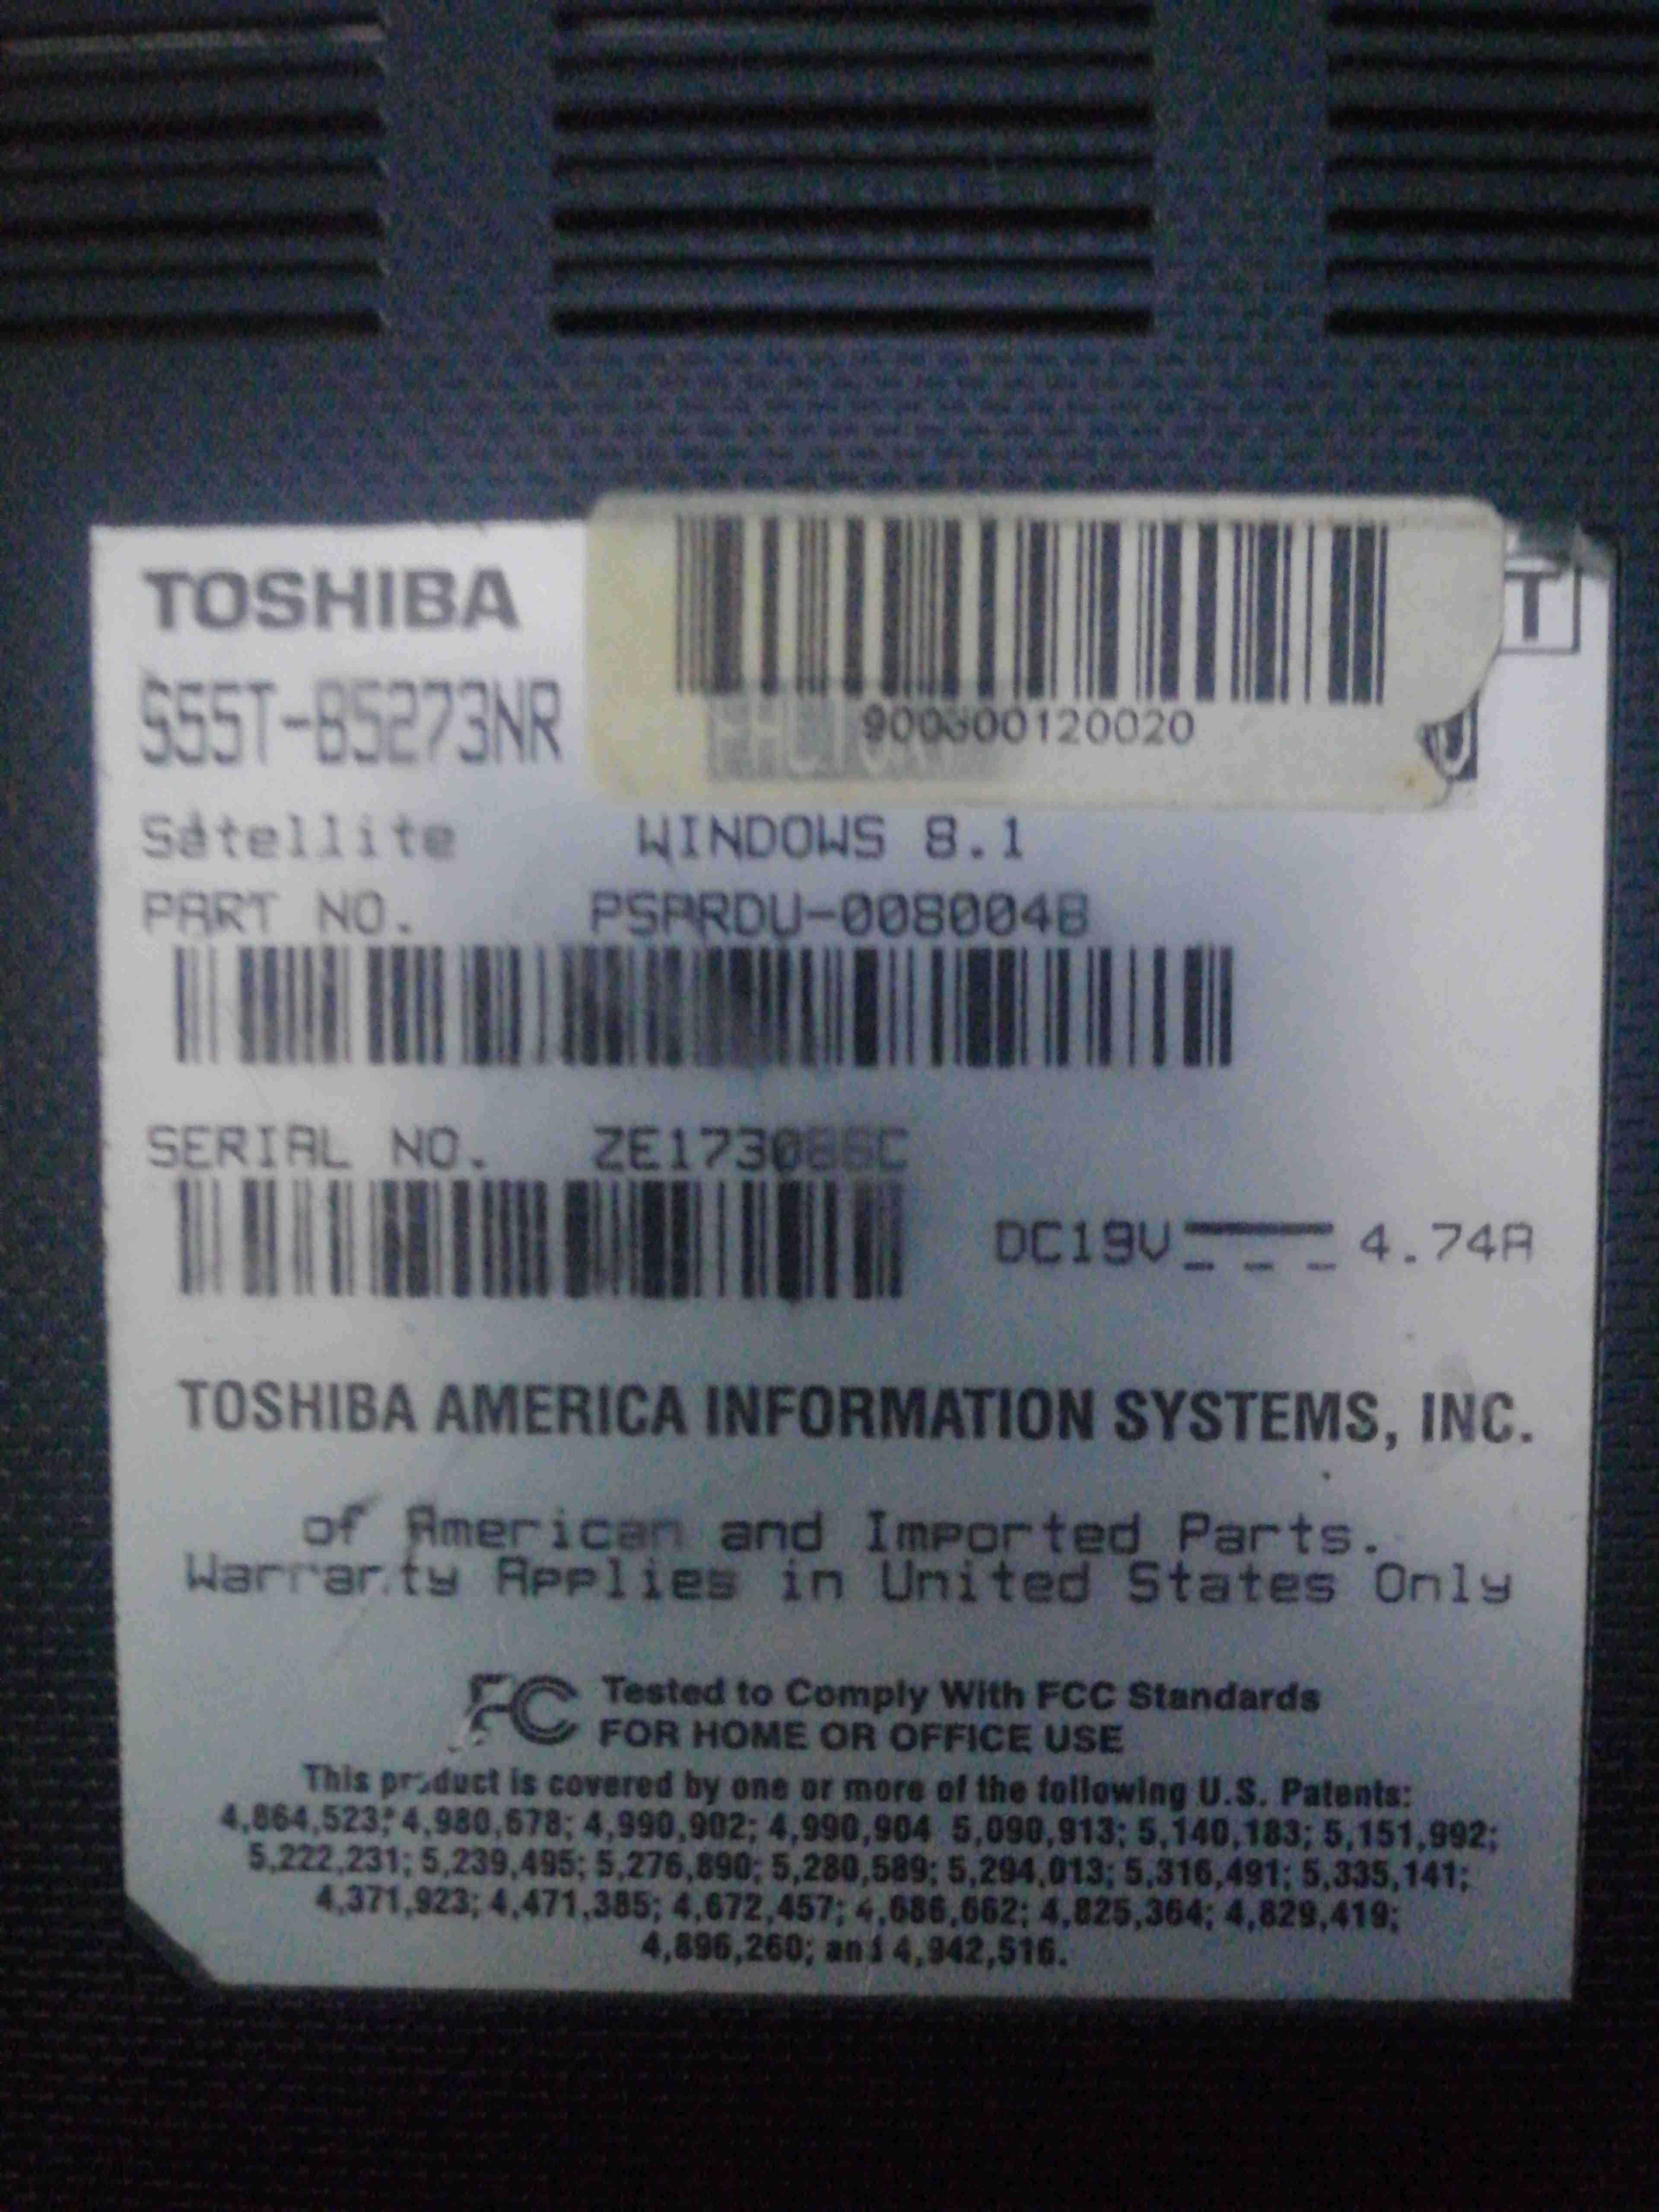 TOSHIBA
T
S55T-B5273NR
900600120020
Satellite WINDOWS 8.1
PART NO. PSPRDU-008004B
SERIAL NO.
DC19V 4.74A
TOSHIBA AMERICA INFORMATION SYSTEMS, INC.
of American and Imported Parts.
Warranty Applies in United States Only
FC Tested to Comply With FCC Standards
FOR HOME OR OFFICE USE
This product is covered by one or more of the following U.S. Patents:
4,864,523; 4,980,678; 4,990,902; 4,990,904 5,090,913; 5,140,183; 5,151,992;
5,222,231; 5,239,495; 5,276,890; 5,280,589; 5,294,013; 5,316,491; 5,335,141;
4,371,923; 4,471,385; 4,672,457; 4,686,662; 4,825,364; 4,829,419;
4,896,260; and 4,942,516.